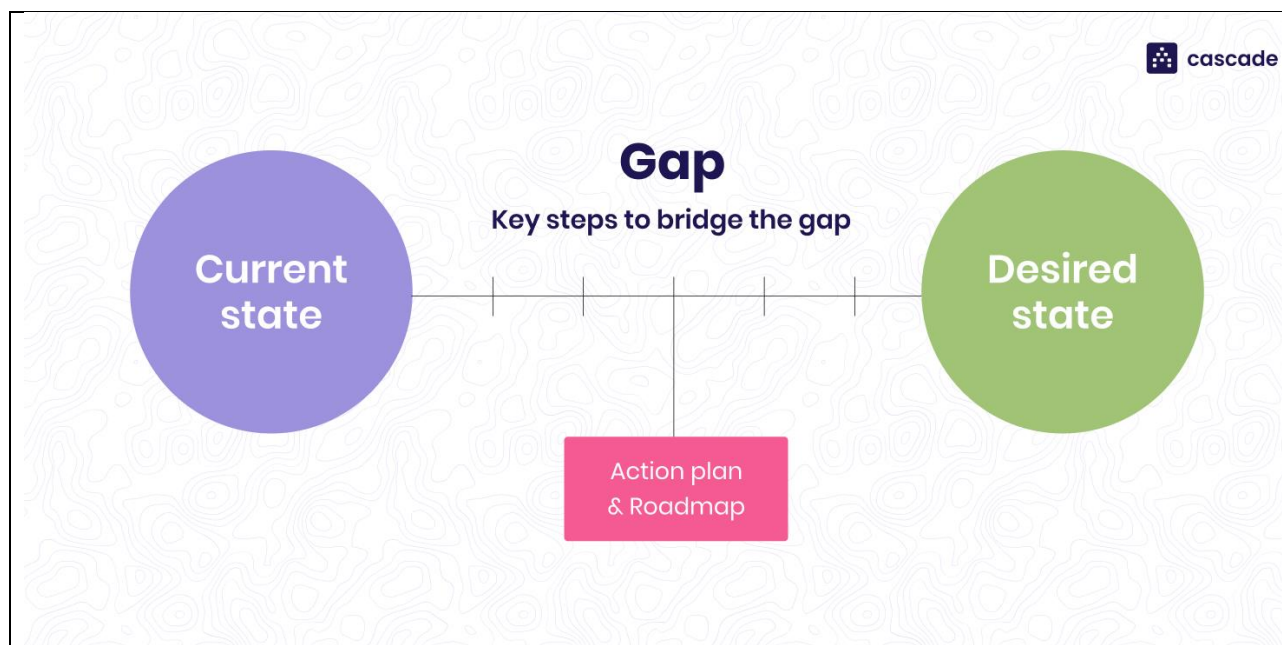 cascade
Gap
Key steps to bridge the gap
Current
state
Desired
state
Action plan
& Roadmap